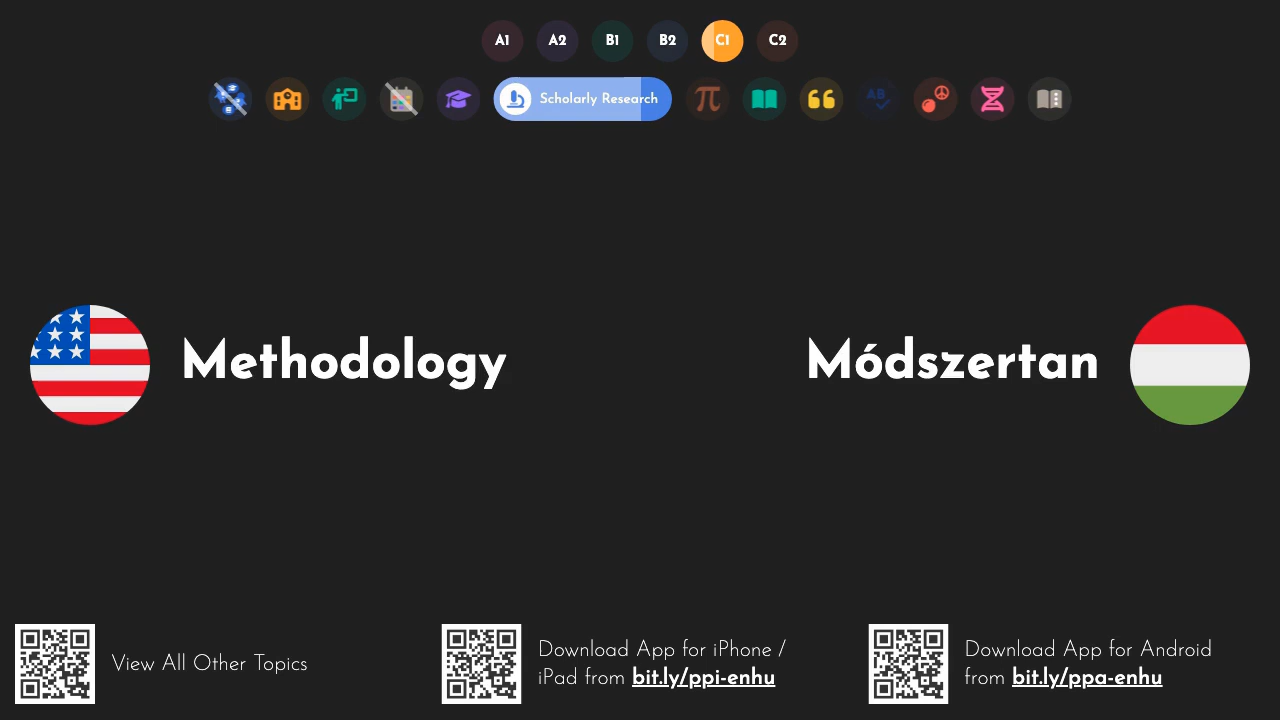 A1 A2 B1 B2 C1 C2
Scholarly Research
Methodology
Módszertan
View All Other Topics
Download App for iPhone /
iPad from bit.ly/ppi-enhu
Download App for Android
from bit.ly/ppa-enhu